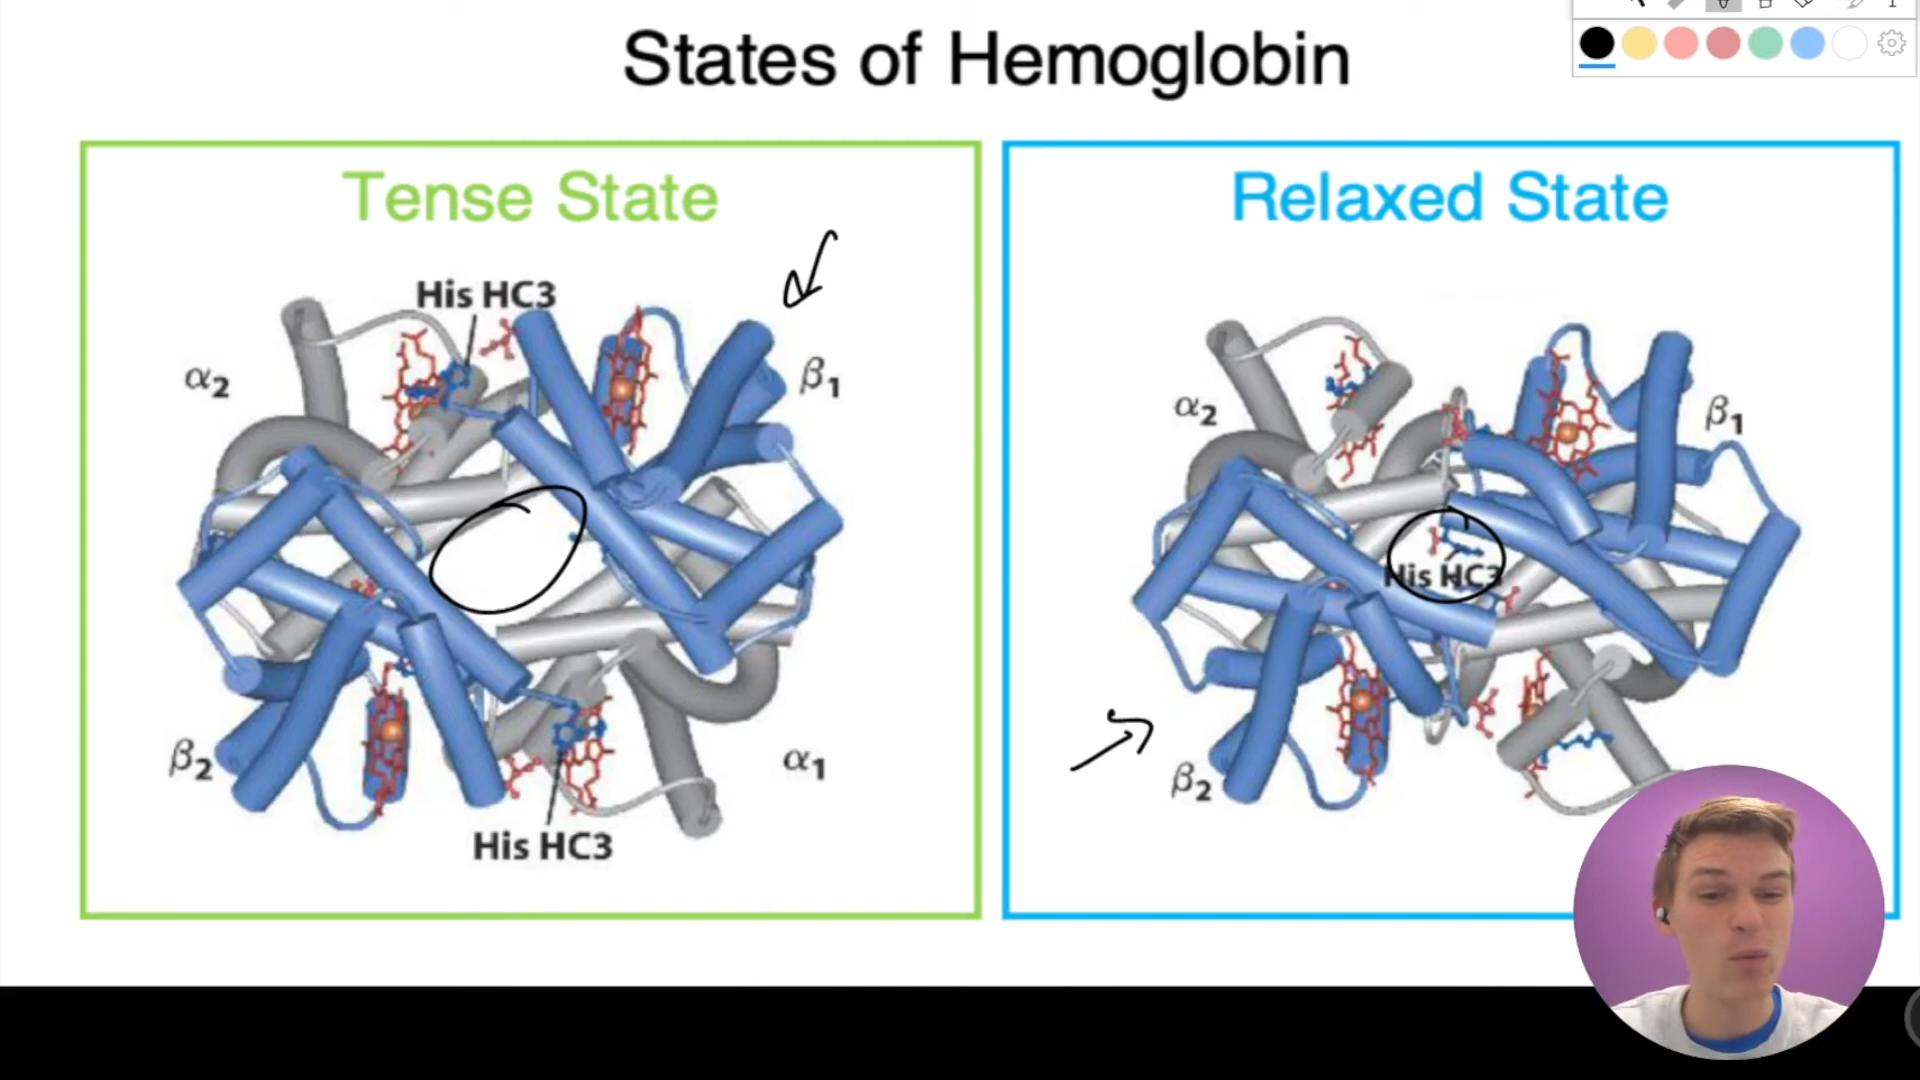 States of Hemoglobin
Tense State
His HC3
α2
β1
β2
α1
His HC3
Relaxed State
α2
β1
His HC3
β2